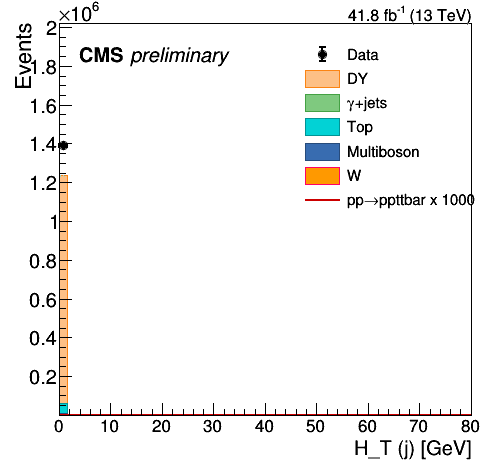 ×10⁶
41.8 fb⁻¹ (13 TeV)
Events
CMS preliminary
Data
DY
γ+jets
Top
Multiboson
W
pp→ppttbar x 1000
2
1.8
1.6
1.4
1.2
1
0.8
0.6
0.4
0.2
0 10 20 30 40 50 60 70 80
H_T (j) [GeV]